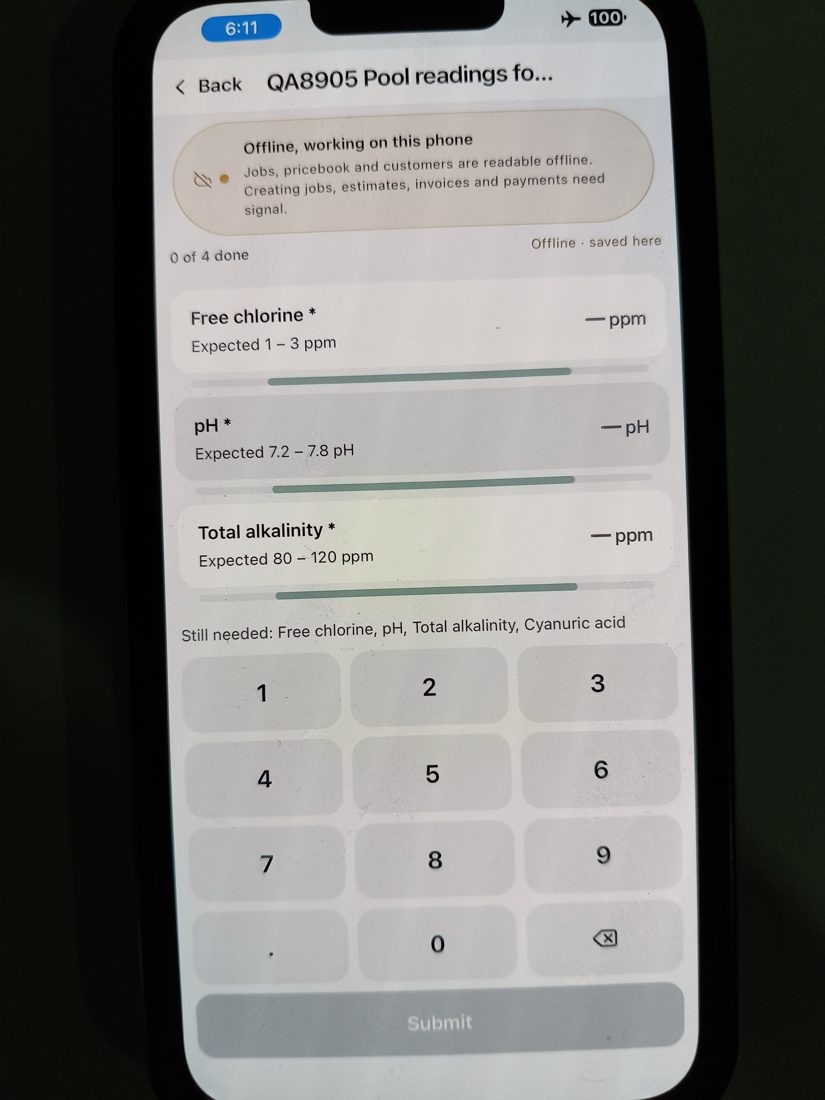 6:11
100
Back QA8905 Pool readings fo...
Offline, working on this phone
Jobs, pricebook and customers are readable offline.
Creating jobs, estimates, invoices and payments need
signal.
0 of 4 done
Offline · saved here
Free chlorine *
— ppm
Expected 1 – 3 ppm
pH *
— pH
Expected 7.2 – 7.8 pH
Total alkalinity *
— ppm
Expected 80 – 120 ppm
Still needed: Free chlorine, pH, Total alkalinity, Cyanuric acid
1 2 3
4 5 6
7 8 9
. 0
Submit